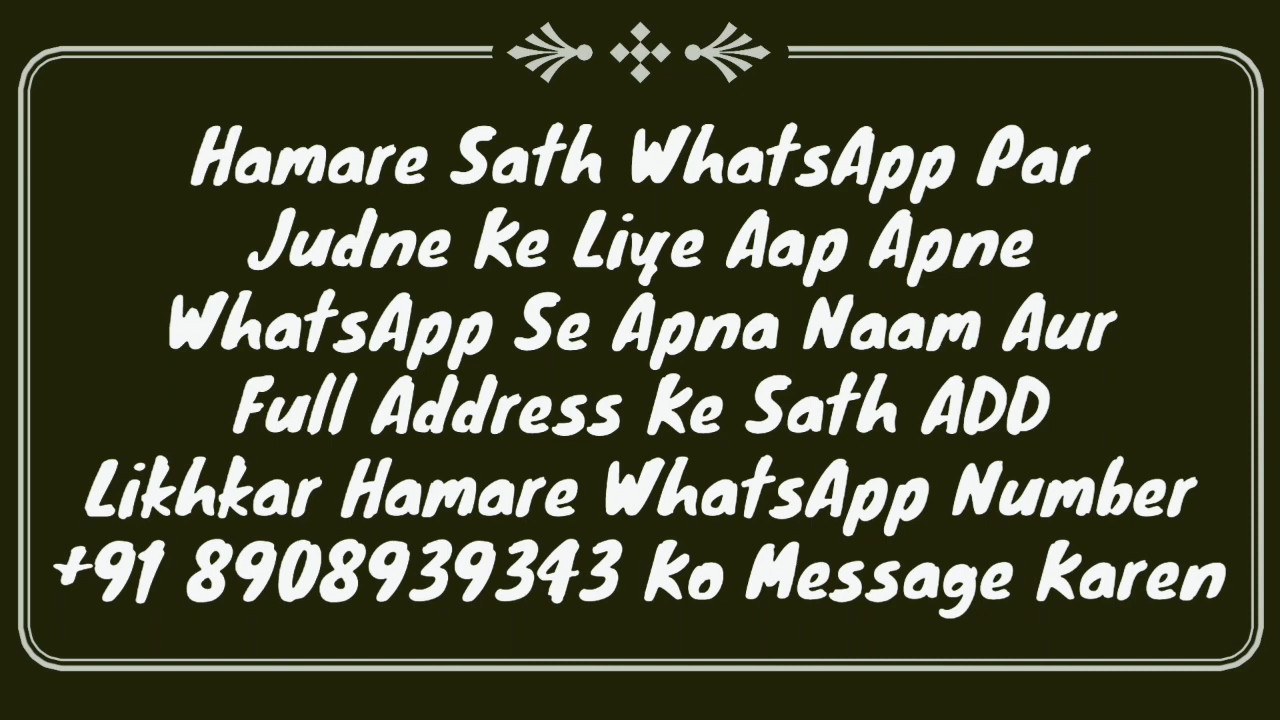 Hamare Sath WhatsApp Par
Judne Ke Liye Aap Apne
WhatsApp Se Apna Naam Aur
Full Address Ke Sath ADD
Likhkar Hamare WhatsApp Number
+91 8908939343 Ko Message Karen